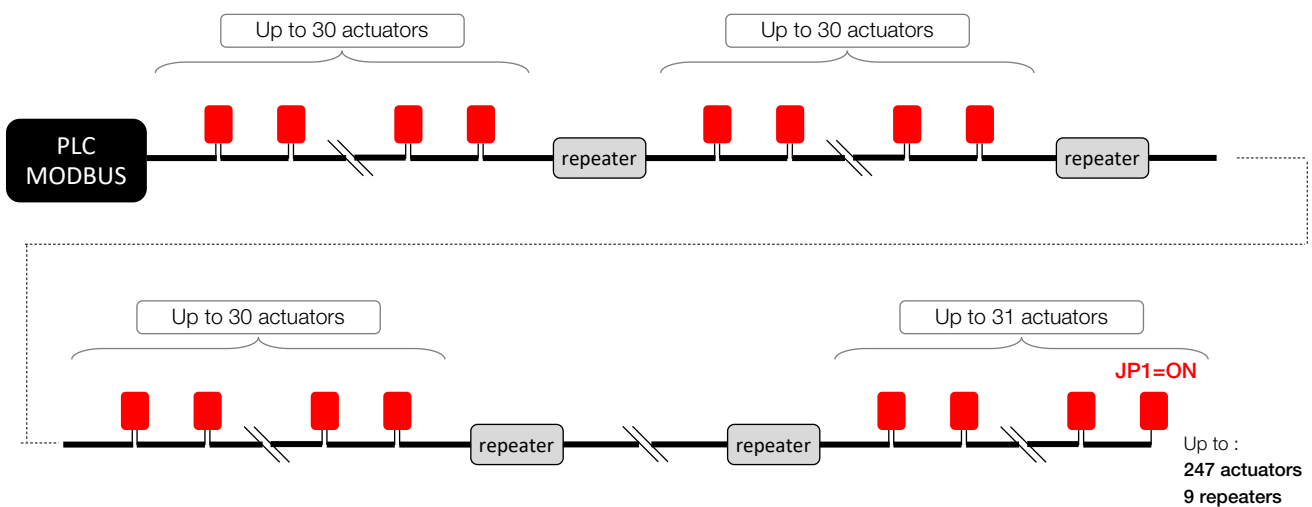 Up to 30 actuators
Up to 30 actuators
PLC
MODBUS
repeater
repeater
Up to 30 actuators
Up to 31 actuators
JP1=ON
repeater
repeater
Up to :
247 actuators
9 repeaters